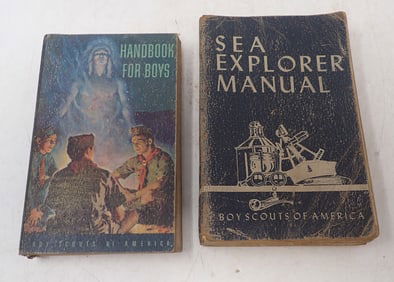 HANDBOOK
FOR BOYS
BOY SCOUTS OF AMERICA
SEA
EXPLORER
MANUAL
BOY SCOUTS OF AMERICA